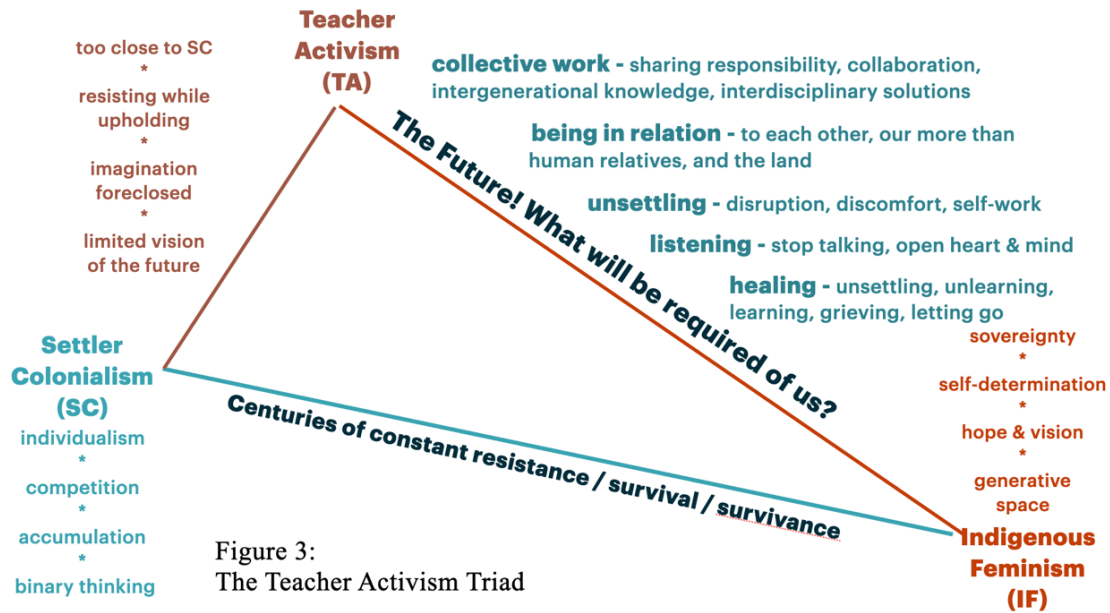 Teacher
Activism
(TA)
too close to SC
*
resisting while
upholding
*
imagination
foreclosed
*
limited vision
of the future
collective work - sharing responsibility, collaboration,
intergenerational knowledge, interdisciplinary solutions
being in relation - to each other, our more than
human relatives, and the land
unsettling - disruption, discomfort, self-work
listening - stop talking, open heart & mind
healing - unsettling, unlearning,
learning, grieving, letting go
The Future! What will be required of us?
Settler
Colonialism
(SC)
individualism
*
competition
*
accumulation
*
binary thinking
Centuries of constant resistance / survival / survivance
sovereignty
*
self-determination
*
hope & vision
*
generative
space
Indigenous
Feminism
(IF)
Figure 3:
The Teacher Activism Triad